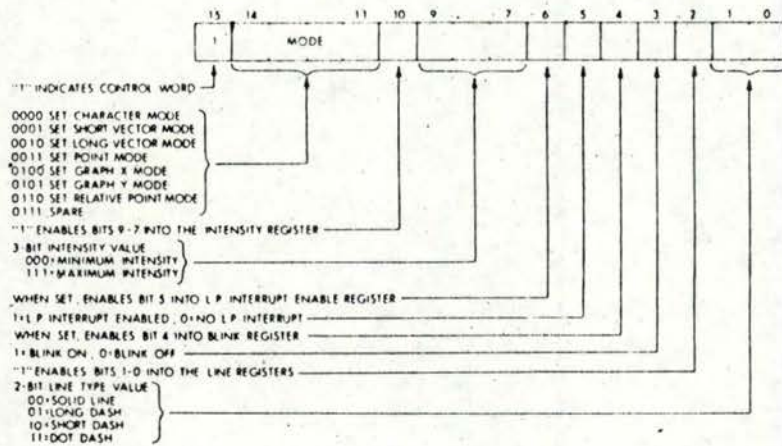 15 14 11 10 9 7 6 5 4 3 2 1 0
1 MODE
"1" INDICATES CONTROL WORD
0000 SET CHARACTER MODE
0001 SET SHORT VECTOR MODE
0010 SET LONG VECTOR MODE
0011 SET POINT MODE
0100 SET GRAPH X MODE
0101 SET GRAPH Y MODE
0110 SET RELATIVE POINT MODE
0111 SPARE
"1" ENABLES BITS 9-7 INTO THE INTENSITY REGISTER
3-BIT INTENSITY VALUE
000=MINIMUM INTENSITY
111=MAXIMUM INTENSITY
WHEN SET, ENABLES BIT 5 INTO L P INTERRUPT ENABLE REGISTER
1=L P INTERRUPT ENABLED, 0=NO L P INTERRUPT
WHEN SET, ENABLES BIT 4 INTO BLINK REGISTER
1=BLINK ON, 0=BLINK OFF
"1" ENABLES BITS 1-0 INTO THE LINE REGISTERS
2-BIT LINE TYPE VALUE
00=SOLID LINE
01=LONG DASH
10=SHORT DASH
11=DOT DASH